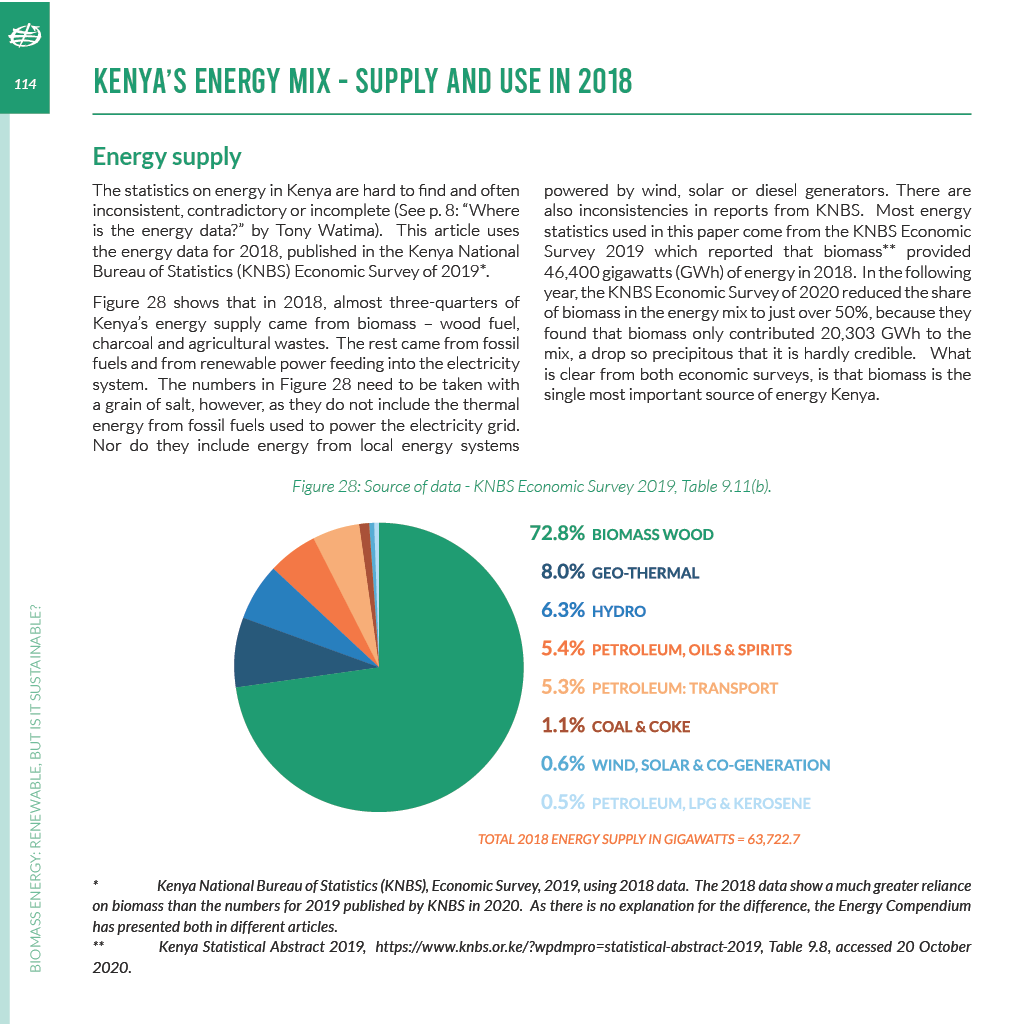 114
KENYA'S ENERGY MIX - SUPPLY AND USE IN 2018
Energy supply
The statistics on energy in Kenya are hard to find and often
inconsistent, contradictory or incomplete (See p. 8: “Where
is the energy data?” by Tony Watima). This article uses
the energy data for 2018, published in the Kenya National
Bureau of Statistics (KNBS) Economic Survey of 2019*.
Figure 28 shows that in 2018, almost three-quarters of
Kenya’s energy supply came from biomass – wood fuel,
charcoal and agricultural wastes. The rest came from fossil
fuels and from renewable power feeding into the electricity
system. The numbers in Figure 28 need to be taken with
a grain of salt, however, as they do not include the thermal
energy from fossil fuels used to power the electricity grid.
Nor do they include energy from local energy systems
powered by wind, solar or diesel generators. There are
also inconsistencies in reports from KNBS. Most energy
statistics used in this paper come from the KNBS Economic
Survey 2019 which reported that biomass** provided
46,400 gigawatts (GWh) of energy in 2018. In the following
year, the KNBS Economic Survey of 2020 reduced the share
of biomass in the energy mix to just over 50%, because they
found that biomass only contributed 20,303 GWh to the
mix, a drop so precipitous that it is hardly credible. What
is clear from both economic surveys, is that biomass is the
single most important source of energy Kenya.
Figure 28: Source of data - KNBS Economic Survey 2019, Table 9.11(b).
72.8% BIOMASS WOOD
8.0% GEO-THERMAL
6.3% HYDRO
5.4% PETROLEUM, OILS & SPIRITS
5.3% PETROLEUM: TRANSPORT
1.1% COAL & COKE
0.6% WIND, SOLAR & CO-GENERATION
0.5% PETROLEUM, LPG & KEROSENE
TOTAL 2018 ENERGY SUPPLY IN GIGAWATTS = 63,722.7
* Kenya National Bureau of Statistics (KNBS), Economic Survey, 2019, using 2018 data. The 2018 data show a much greater reliance
on biomass than the numbers for 2019 published by KNBS in 2020. As there is no explanation for the difference, the Energy Compendium
has presented both in different articles.
** Kenya Statistical Abstract 2019, https://www.knbs.or.ke/?wpdmpro=statistical-abstract-2019, Table 9.8, accessed 20 October
2020.
BIOMASS ENERGY: RENEWABLE, BUT IS IT SUSTAINABLE?